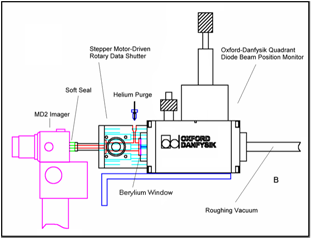 Stepper Motor-Driven
Rotary Data Shutter
Oxford-Danfysik Quadrant
Diode Beam Position Monitor
Soft Seal
Helium Purge
MD2 Imager
OXFORD
DANFYSIK
Berylium Window
B
Roughing Vacuum